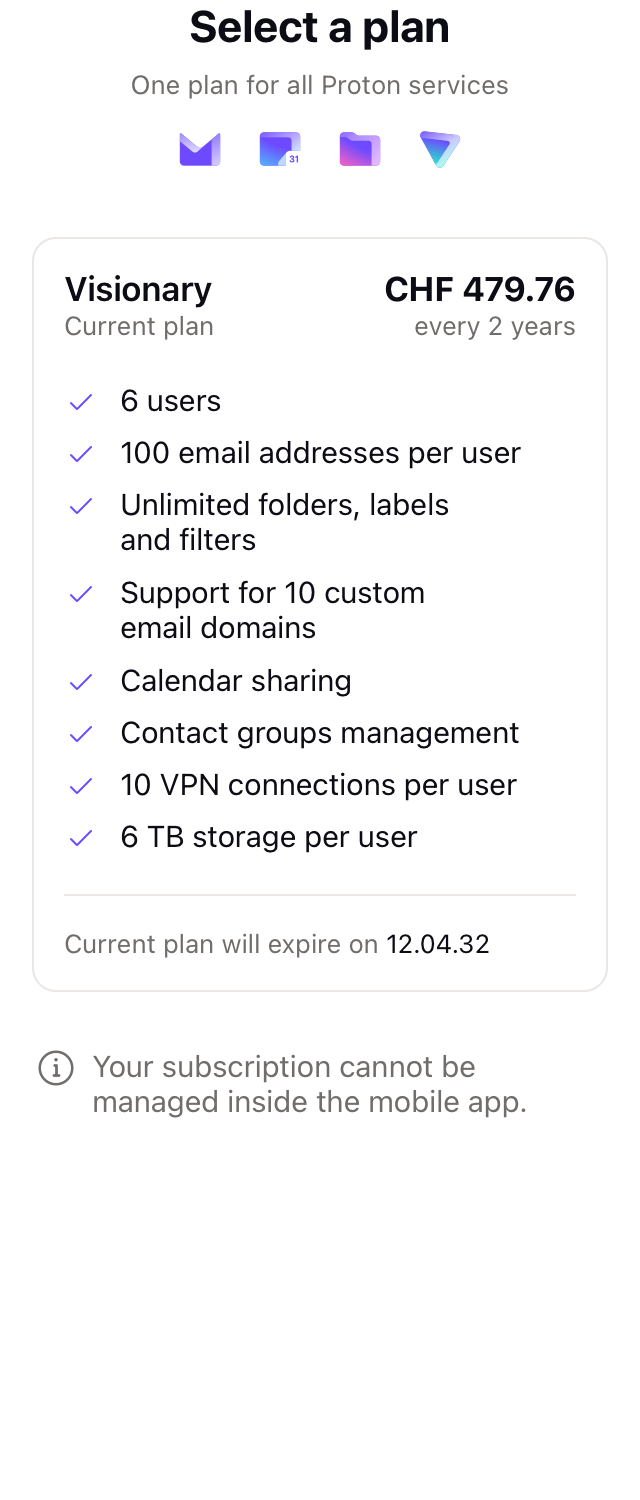 Select a plan
One plan for all Proton services
31
Visionary
CHF 479.76
Current plan
every 2 years
6 users
100 email addresses per user
Unlimited folders, labels
and filters
Support for 10 custom
email domains
Calendar sharing
Contact groups management
10 VPN connections per user
6 TB storage per user
Current plan will expire on 12.04.32
Your subscription cannot be
managed inside the mobile app.